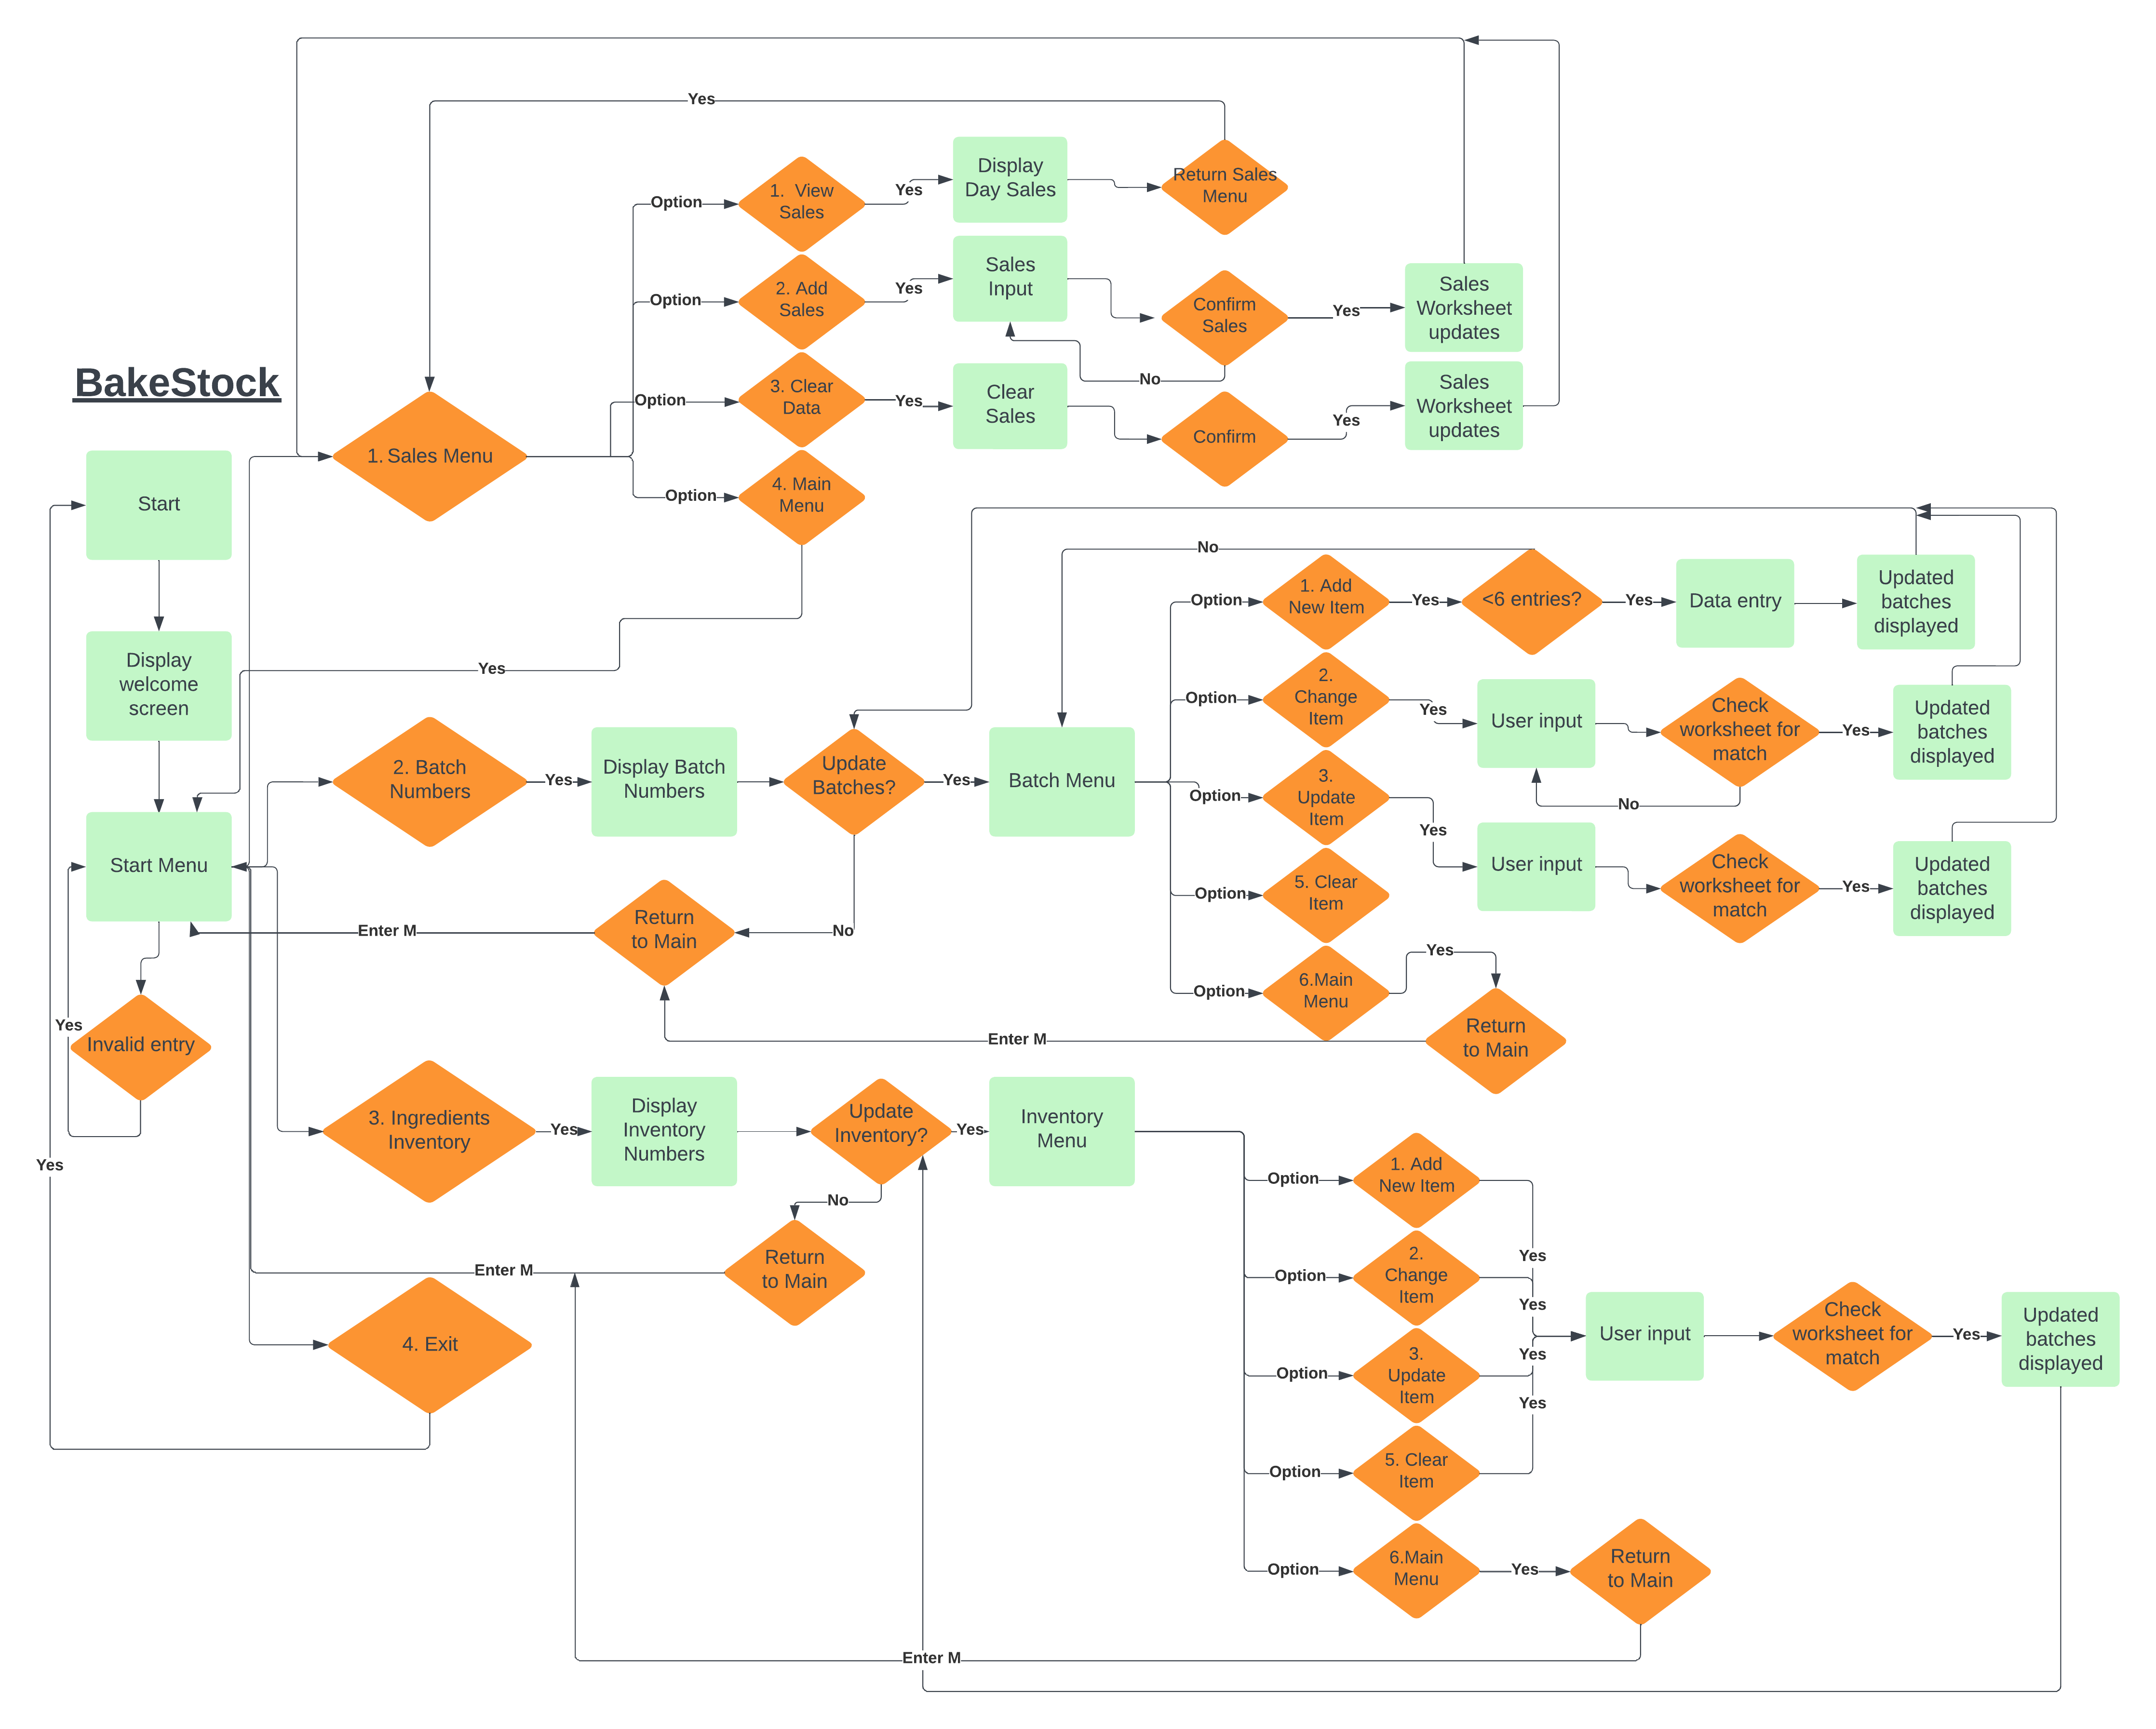 Yes
Display
Day Sales
Return Sales
Menu
Option
1. View
Sales
Yes
Sales
Input
Option
2. Add
Sales
Yes
Confirm
Sales
Yes
Sales
Worksheet
updates
No
BakeStock
Option
3. Clear
Data
Yes
Clear
Sales
Confirm
Yes
Sales
Worksheet
updates
1. Sales Menu
Option
4. Main
Menu
Start
Yes
Display
welcome
screen
No
Option
1. Add
New Item
Yes
<6 entries?
Yes
Data entry
Updated
batches
displayed
Option
2.
Change
Item
Yes
User input
Check
worksheet for
match
Yes
Updated
batches
displayed
No
2. Batch
Numbers
Yes
Display Batch
Numbers
Update
Batches?
Yes
Batch Menu
Option
3.
Update
Item
Yes
User input
Check
worksheet for
match
Yes
Updated
batches
displayed
Start Menu
Option
5. Clear
Item
Enter M
Return
to Main
No
Option
6.Main
Menu
Yes
Return
to Main
Enter M
Yes
Invalid entry
Yes
3. Ingredients
Inventory
Yes
Display
Inventory
Numbers
Update
Inventory?
Yes
Inventory
Menu
No
Enter M
Return
to Main
Option
1. Add
New Item
Yes
Option
2.
Change
Item
Yes
4. Exit
Option
3.
Update
Item
Yes
User input
Check
worksheet for
match
Yes
Updated
batches
displayed
Yes
Option
5. Clear
Item
Option
6.Main
Menu
Yes
Return
to Main
Enter M